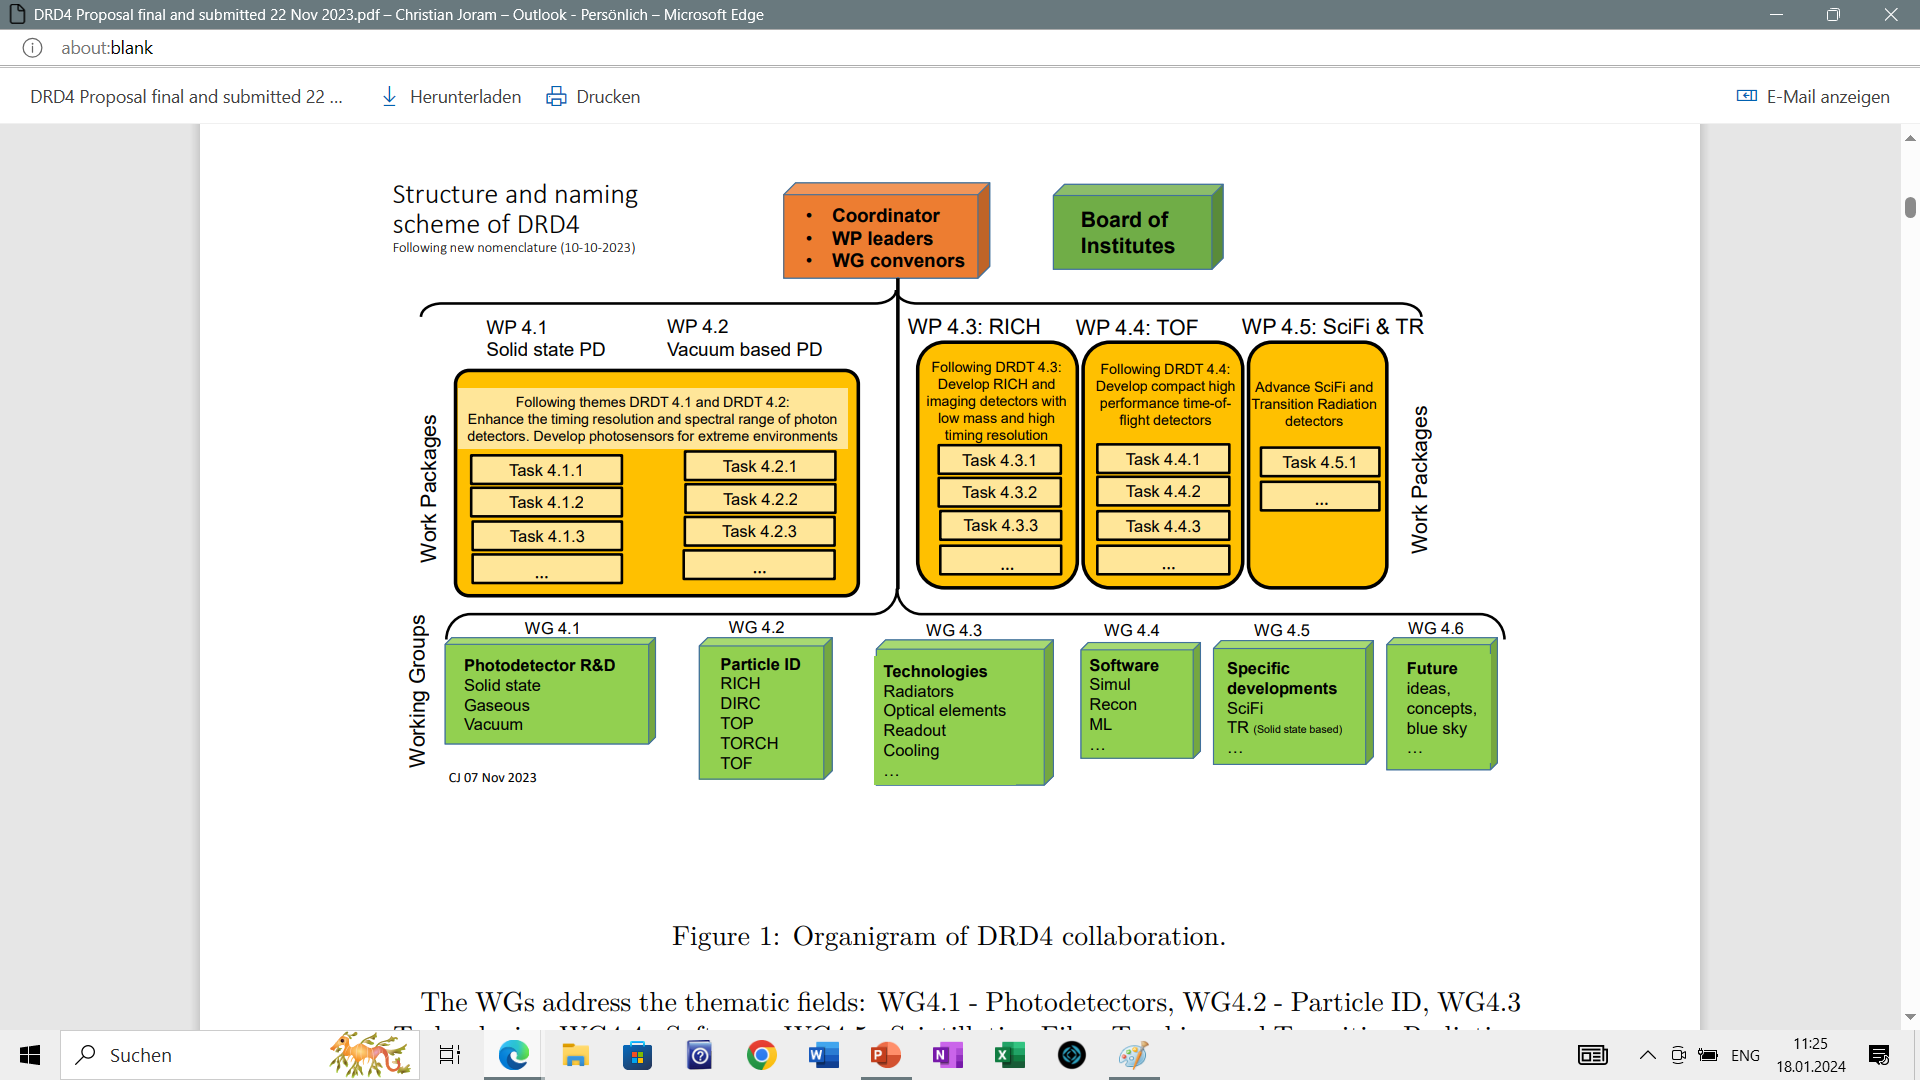 DRD4 Proposal final and submitted 22 Nov 2023.pdf – Christian Joram – Outlook - Persönlich – Microsoft Edge
about:blank
DRD4 Proposal final and submitted 22 ...
Herunterladen
Drucken
E-Mail anzeigen
Structure and naming
scheme of DRD4
Following new nomenclature (10-10-2023)
• Coordinator
• WP leaders
• WG convenors
Board of
Institutes
WP 4.1
Solid state PD
WP 4.2
Vacuum based PD
WP 4.3: RICH
WP 4.4: TOF
WP 4.5: SciFi & TR
Work Packages
Following themes DRDT 4.1 and DRDT 4.2:
Enhance the timing resolution and spectral range of photon
detectors. Develop photosensors for extreme environments
Task 4.1.1
Task 4.1.2
Task 4.1.3
...
Task 4.2.1
Task 4.2.2
Task 4.2.3
...
Following DRDT 4.3:
Develop RICH and
imaging detectors with
low mass and high
timing resolution
Task 4.3.1
Task 4.3.2
Task 4.3.3
...
Following DRDT 4.4:
Develop compact high
performance time-of-
flight detectors
Task 4.4.1
Task 4.4.2
Task 4.4.3
...
Advance SciFi and
Transition Radiation
detectors
Task 4.5.1
...
Work Packages
Working Groups
WG 4.1
Photodetector R&D
Solid state
Gaseous
Vacuum
WG 4.2
Particle ID
RICH
DIRC
TOP
TORCH
TOF
WG 4.3
Technologies
Radiators
Optical elements
Readout
Cooling
...
WG 4.4
Software
Simul
Recon
ML
...
WG 4.5
Specific
developments
SciFi
TR (Solid state based)
...
WG 4.6
Future
ideas,
concepts,
blue sky
...
CJ 07 Nov 2023
Figure 1: Organigram of DRD4 collaboration.
The WGs address the thematic fields: WG4.1 - Photodetectors, WG4.2 - Particle ID, WG4.3
Suchen
ENG
11:25
18.01.2024